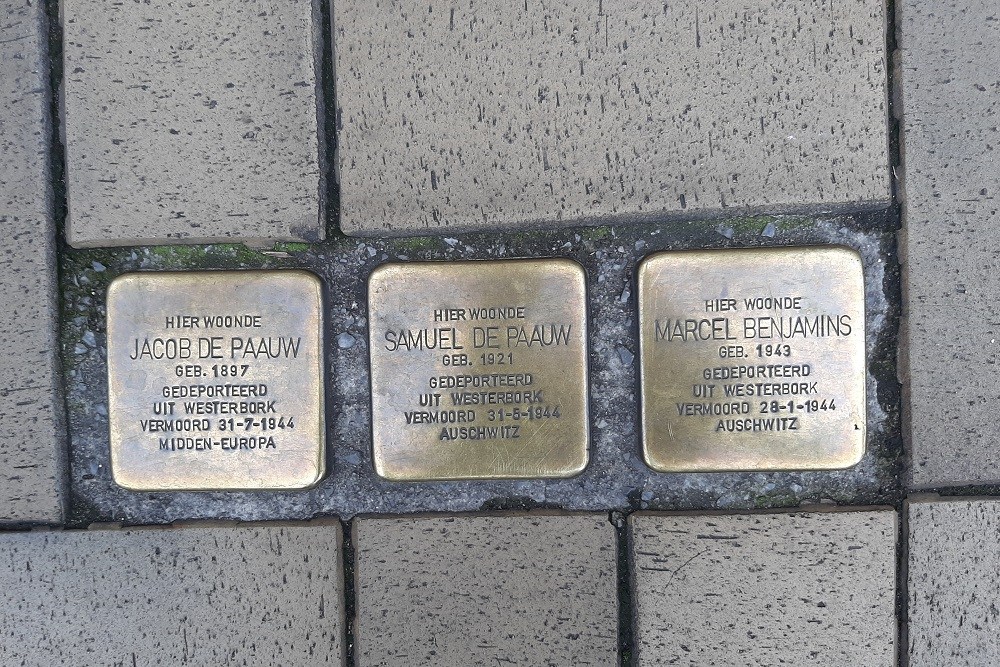 HIER WOONDE
JACOB DE PAAUW
GEB. 1897
GEDEPORTEERD
UIT WESTERBORK
VERMOORD 31-7-1944
MIDDEN-EUROPA
HIER WOONDE
SAMUEL DE PAAUW
GEB. 1921
GEDEPORTEERD
UIT WESTERBORK
VERMOORD 31-5-1944
AUSCHWITZ
HIER WOONDE
MARCEL BENJAMINS
GEB. 1943
GEDEPORTEERD
UIT WESTERBORK
VERMOORD 28-1-1944
AUSCHWITZ